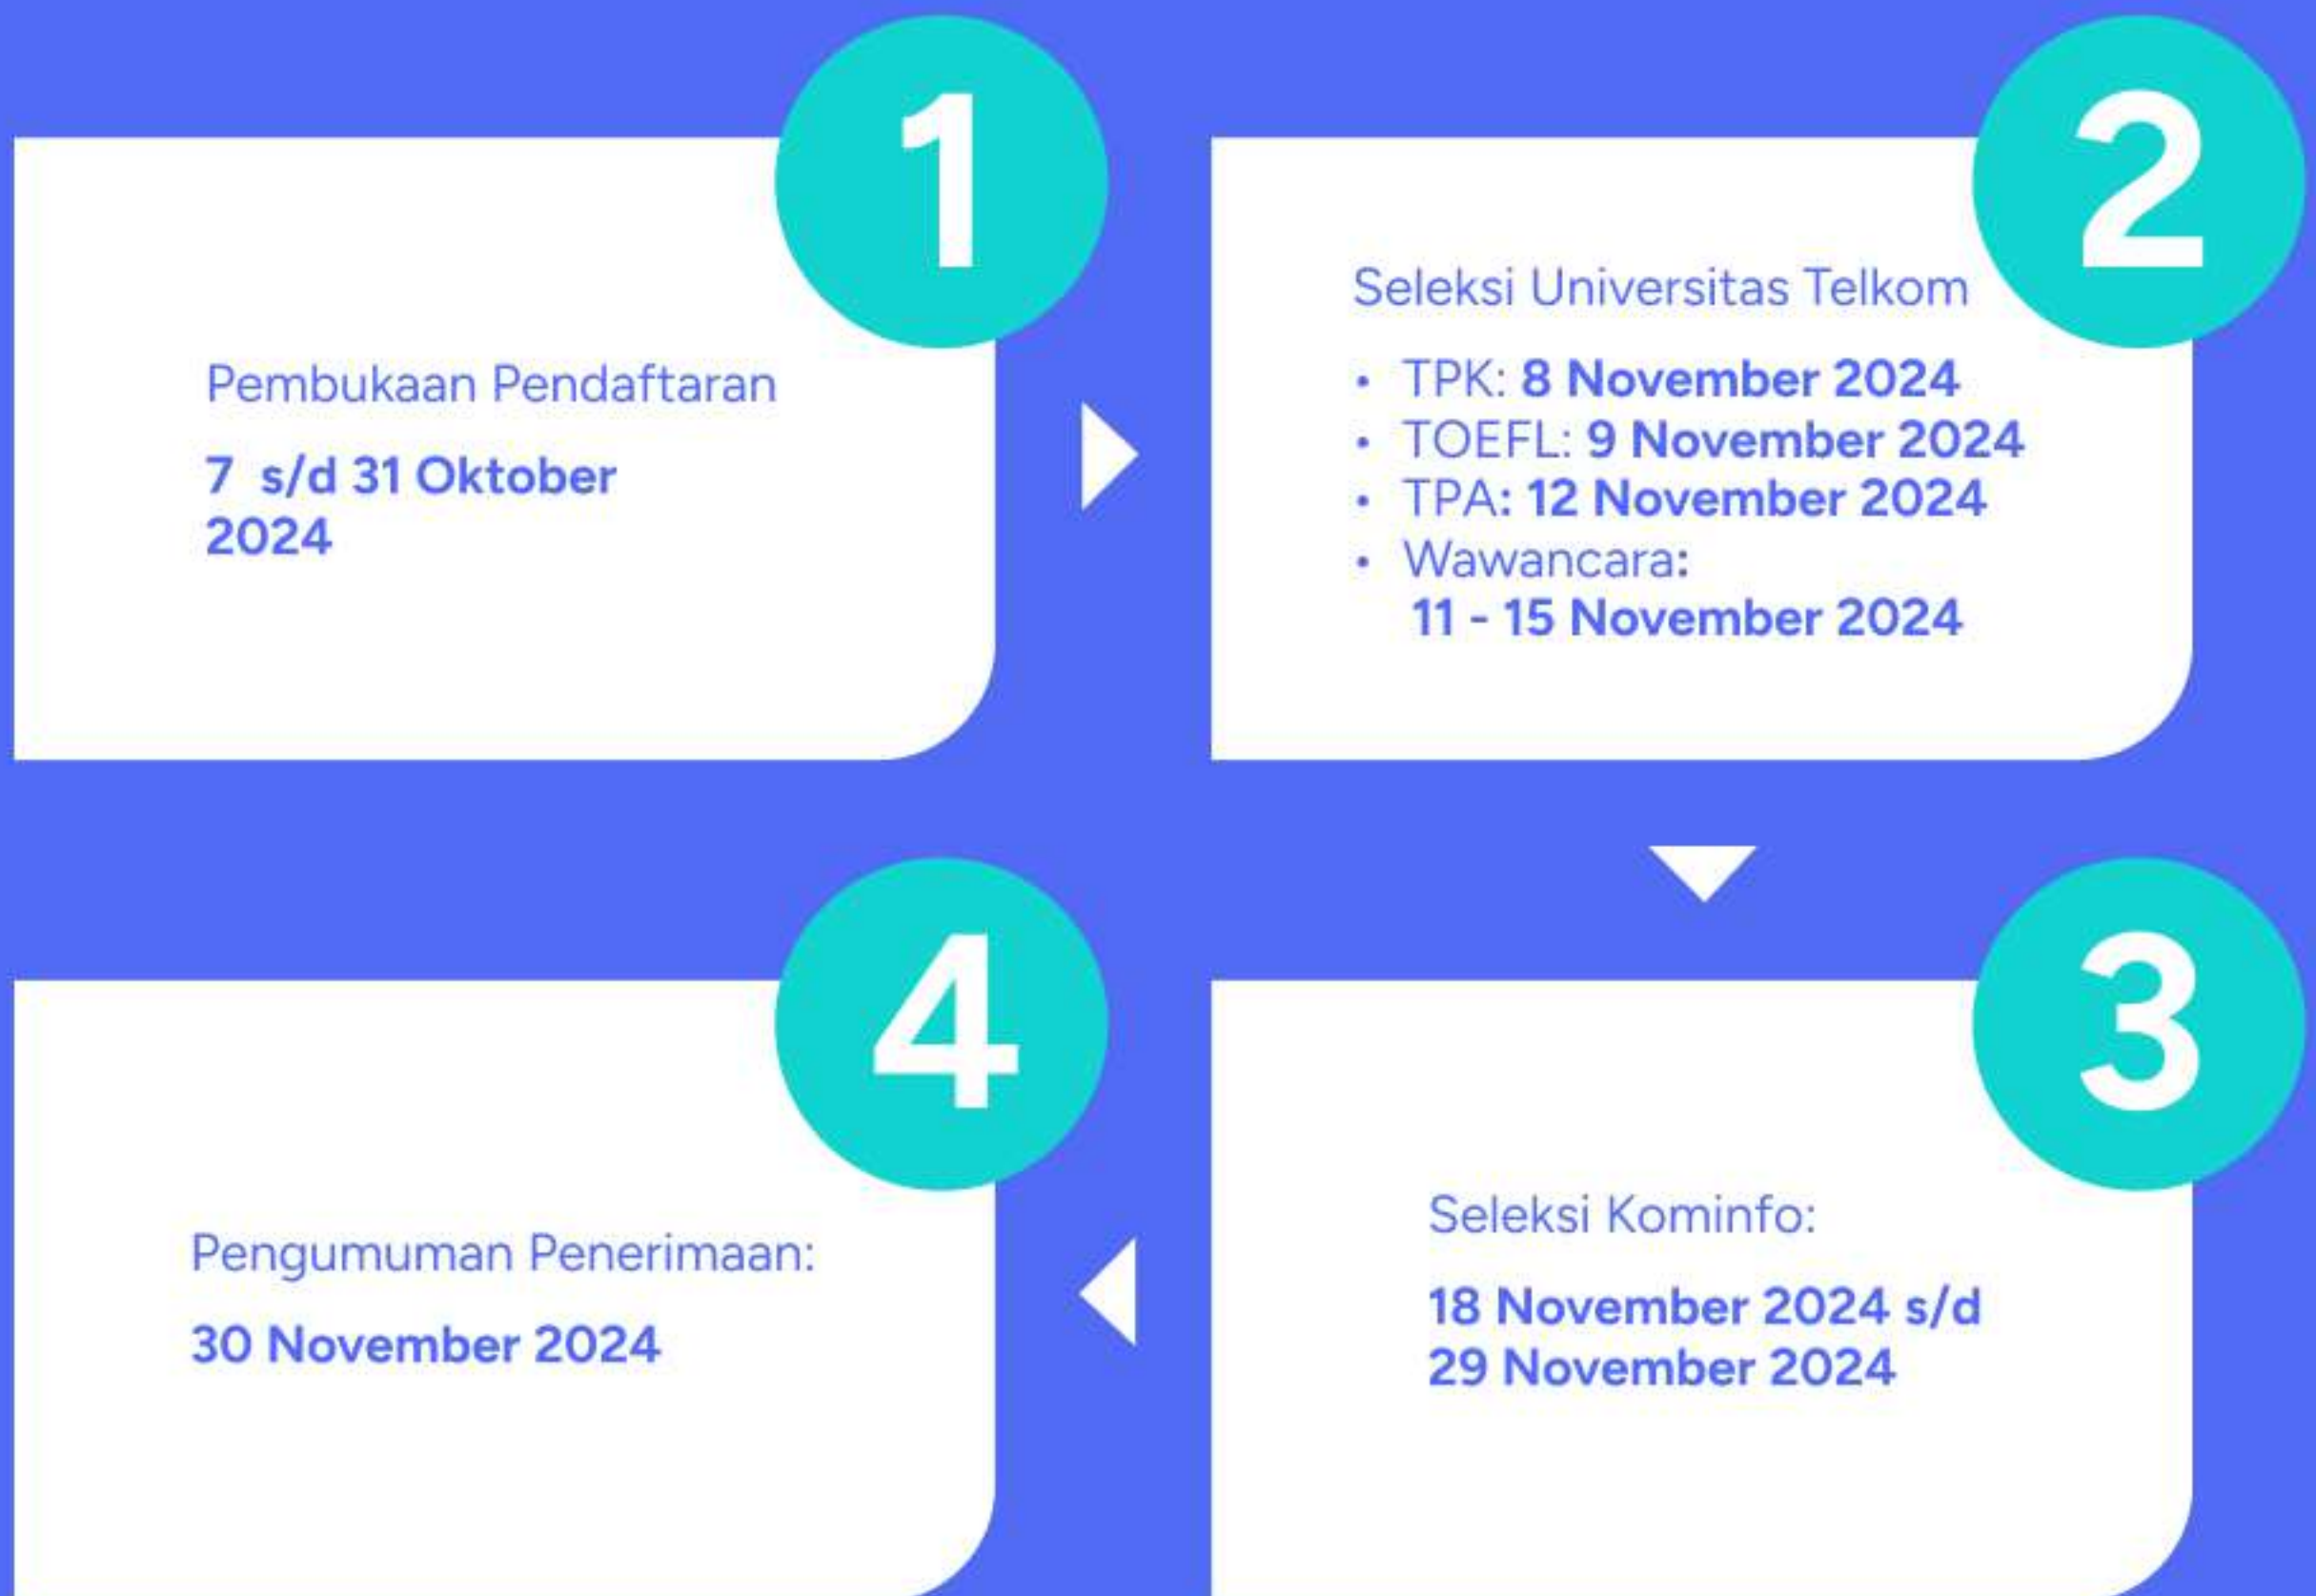 1
Pembukaan Pendaftaran
7 s/d 31 Oktober
2024
2
Seleksi Universitas Telkom
• TPK: 8 November 2024
• TOEFL: 9 November 2024
• TPA: 12 November 2024
• Wawancara:
11 - 15 November 2024
3
Seleksi Kominfo:
18 November 2024 s/d
29 November 2024
4
Pengumuman Penerimaan:
30 November 2024